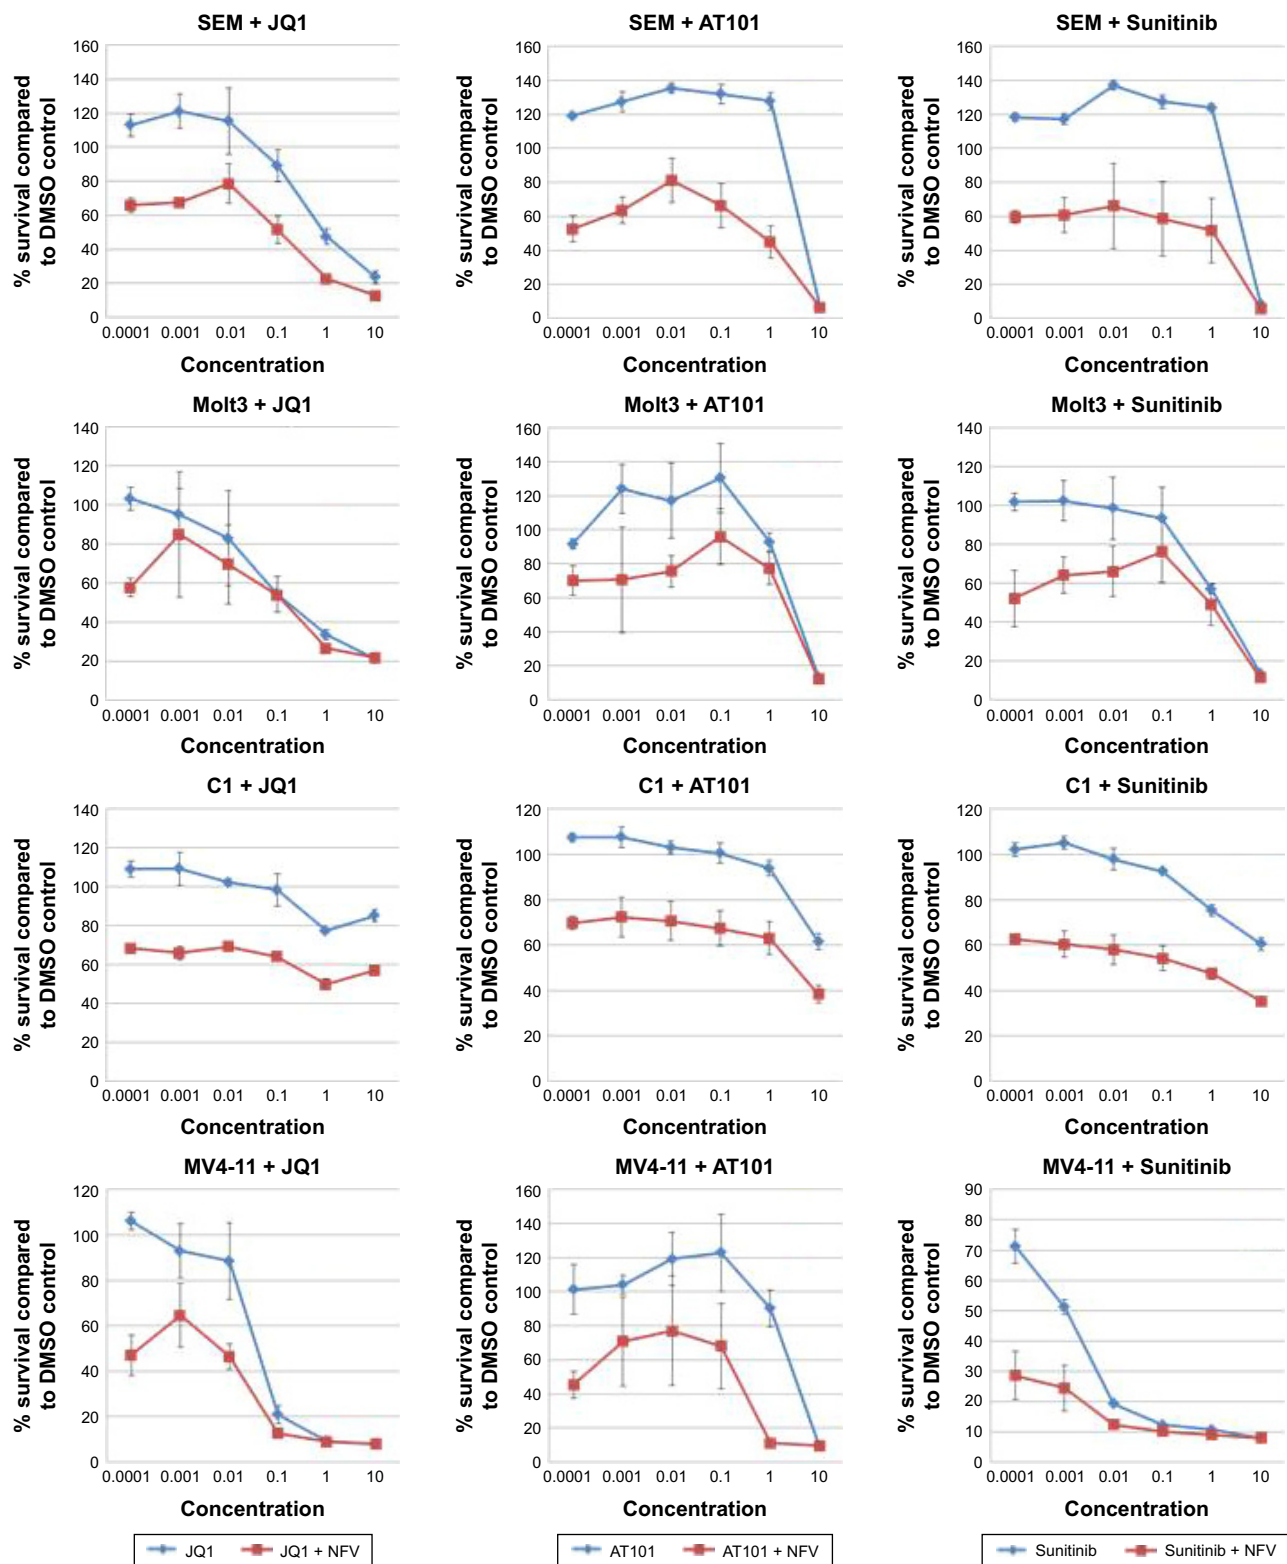 SEM + JQ1
% survival compared
to DMSO control
160
140
120
100
80
60
40
20
0
0.0001 0.001 0.01 0.1 1 10
Concentration
SEM + AT101
% survival compared
to DMSO control
160
140
120
100
80
60
40
20
0
0.0001 0.001 0.01 0.1 1 10
Concentration
SEM + Sunitinib
% survival compared
to DMSO control
160
140
120
100
80
60
40
20
0
0.0001 0.001 0.01 0.1 1 10
Concentration
Molt3 + JQ1
% survival compared
to DMSO control
140
120
100
80
60
40
20
0
0.0001 0.001 0.01 0.1 1 10
Concentration
Molt3 + AT101
% survival compared
to DMSO control
160
140
120
100
80
60
40
20
0
0.0001 0.001 0.01 0.1 1 10
Concentration
Molt3 + Sunitinib
% survival compared
to DMSO control
140
120
100
80
60
40
20
0
0.0001 0.001 0.01 0.1 1 10
Concentration
C1 + JQ1
% survival compared
to DMSO control
140
120
100
80
60
40
20
0
0.0001 0.001 0.01 0.1 1 10
Concentration
C1 + AT101
% survival compared
to DMSO control
120
100
80
60
40
20
0
0.0001 0.001 0.01 0.1 1 10
Concentration
C1 + Sunitinib
% survival compared
to DMSO control
120
100
80
60
40
20
0
0.0001 0.001 0.01 0.1 1 10
Concentration
MV4-11 + JQ1
% survival compared
to DMSO control
120
100
80
60
40
20
0
0.0001 0.001 0.01 0.1 1 10
Concentration
JQ1 JQ1 + NFV
MV4-11 + AT101
% survival compared
to DMSO control
160
140
120
100
80
60
40
20
0
0.0001 0.001 0.01 0.1 1 10
Concentration
AT101 AT101 + NFV
MV4-11 + Sunitinib
% survival compared
to DMSO control
90
80
70
60
50
40
30
20
10
0
0.0001 0.001 0.01 0.1 1 10
Concentration
Sunitinib Sunitinib + NFV